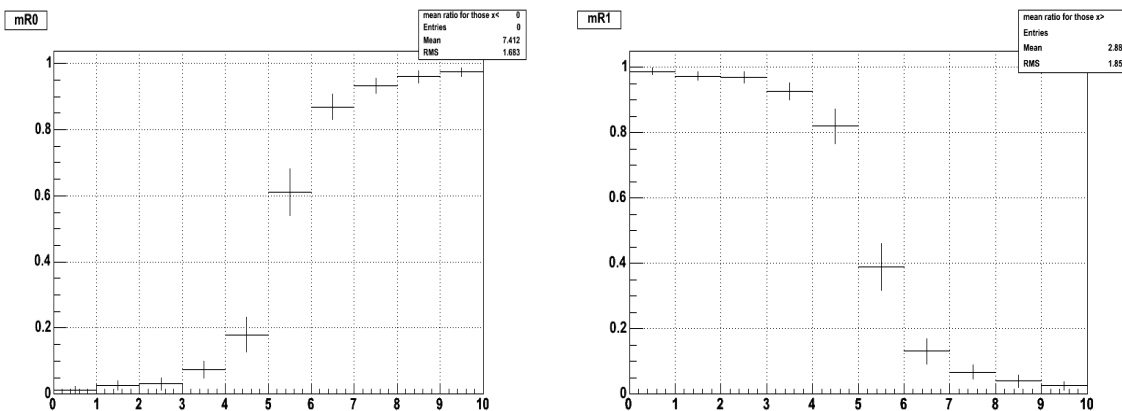 mR0
mean ratio for those x< 0
Entries 0
Mean 7.412
RMS 1.683
1
0.8
0.6
0.4
0.2
0
0 1 2 3 4 5 6 7 8 9 10
mR1
mean ratio for those x>
Entries
Mean 2.88
RMS 1.85
1
0.8
0.6
0.4
0.2
0
0 1 2 3 4 5 6 7 8 9 10